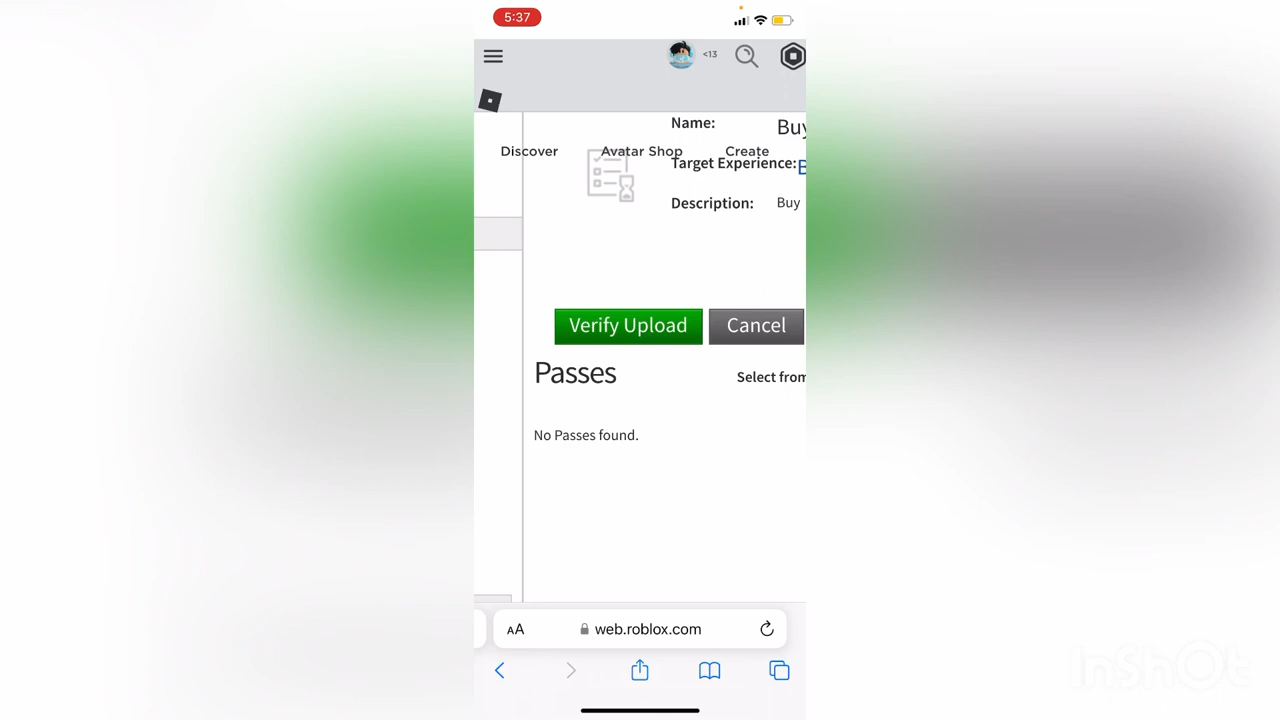 5:37
<13
Name:
Buy
Discover
Avatar Shop
Create
Target Experience:
Description:
Buy
Verify Upload
Cancel
Passes
Select from
No Passes found.
AA
web.roblox.com
InShOt